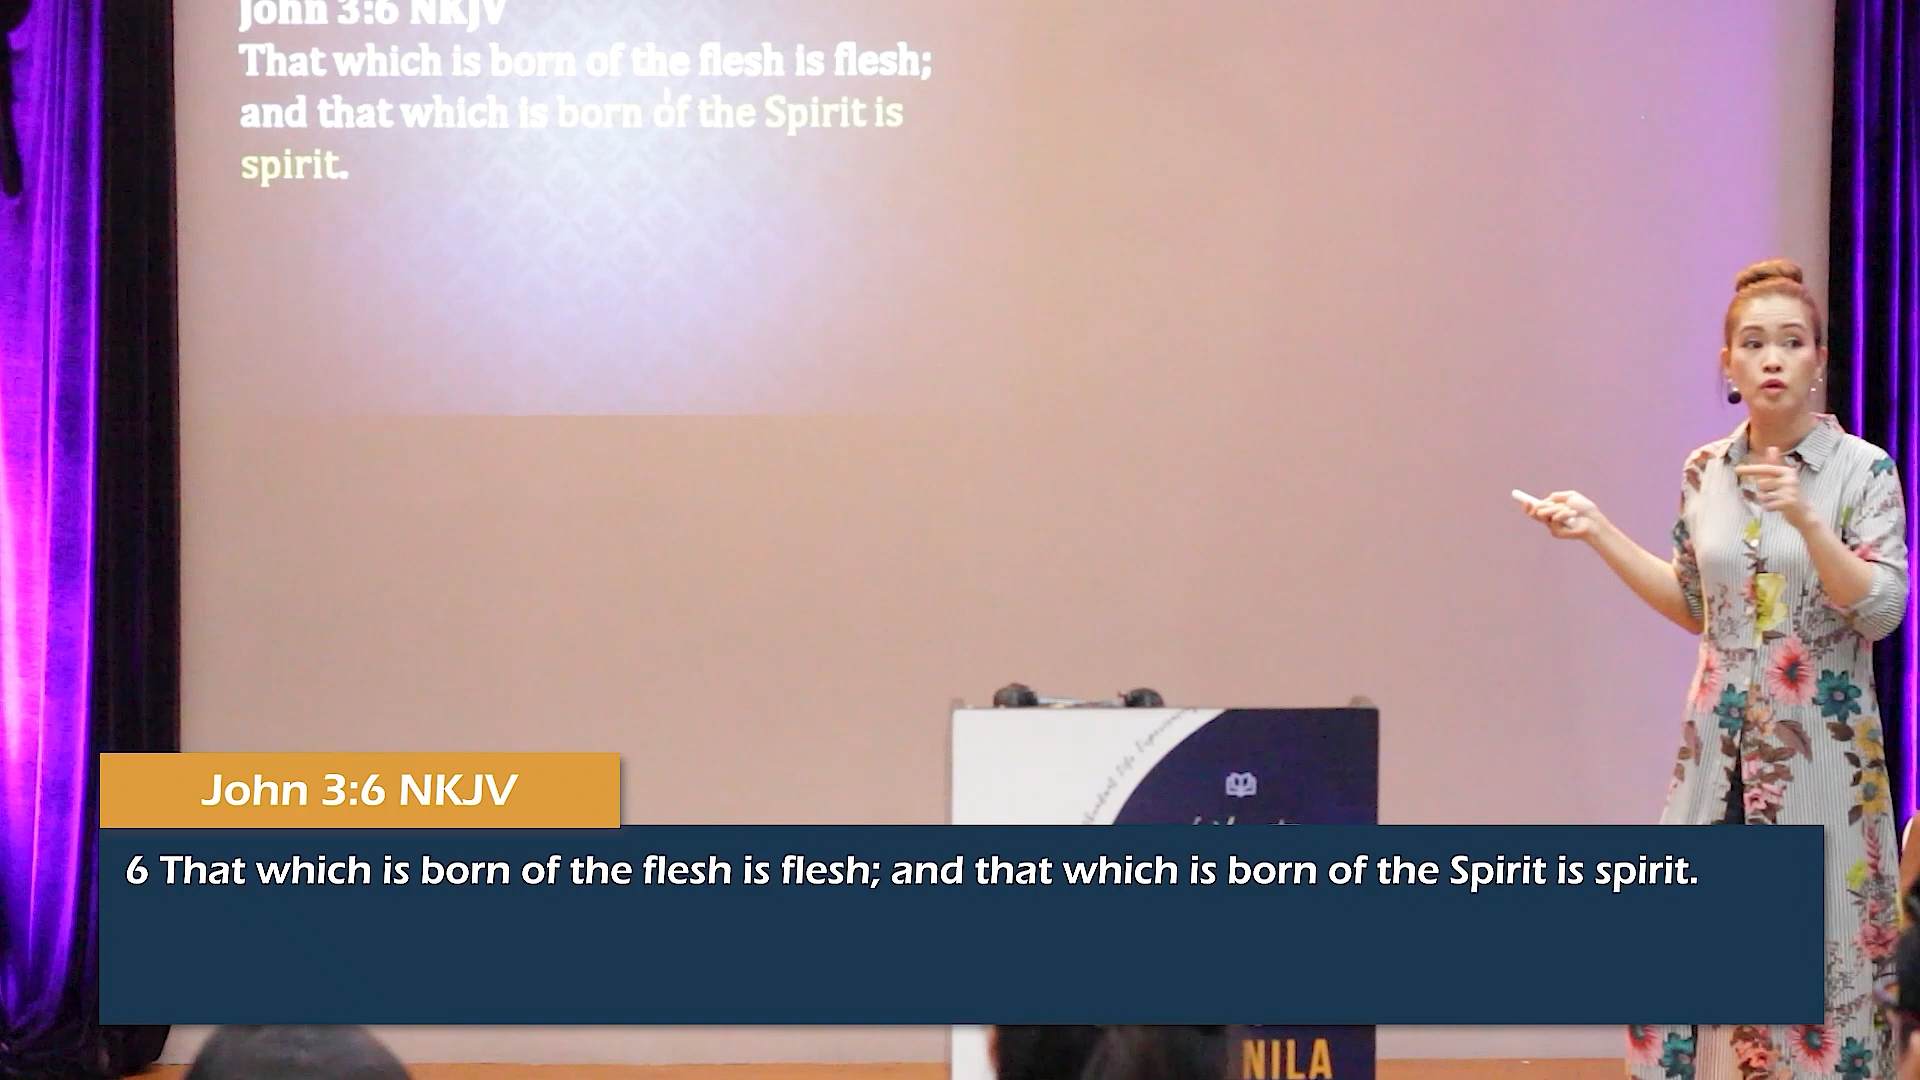 John 3:6 NKJV
That which is born of the flesh is flesh;
and that which is born of the Spirit is
spirit.
John 3:6 NKJV
6 That which is born of the flesh is flesh; and that which is born of the Spirit is spirit.
NILA